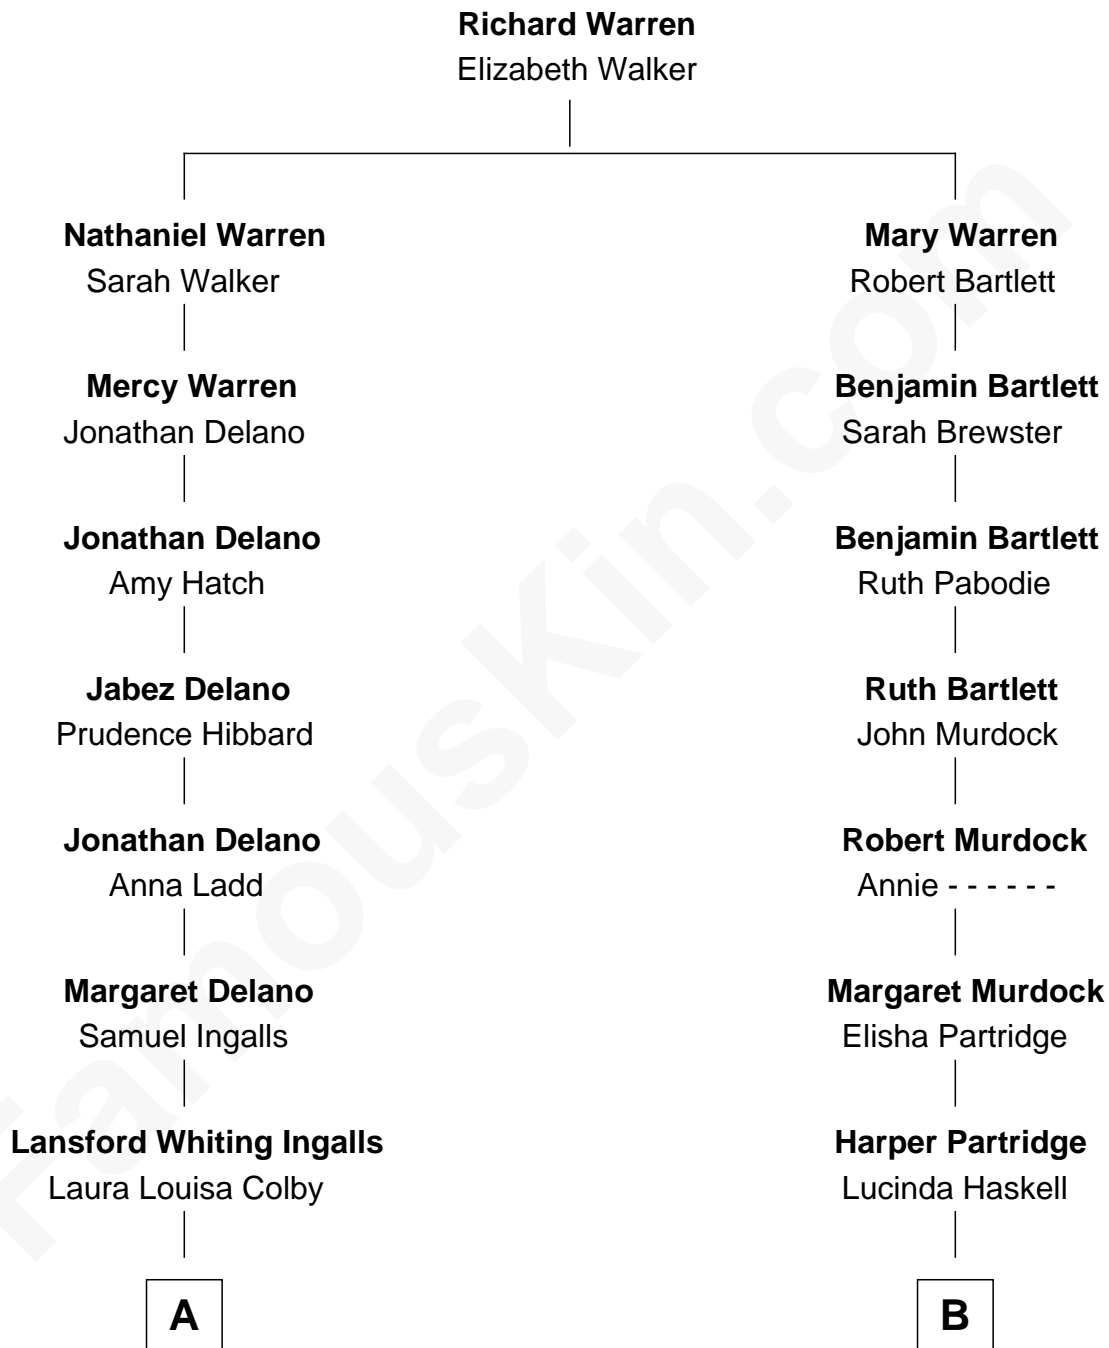 Richard Warren
Elizabeth Walker
Nathaniel Warren
Sarah Walker
Mercy Warren
Jonathan Delano
Jonathan Delano
Amy Hatch
Jabez Delano
Prudence Hibbard
Jonathan Delano
Anna Ladd
Margaret Delano
Samuel Ingalls
Lansford Whiting Ingalls
Laura Louisa Colby
A
Mary Warren
Robert Bartlett
Benjamin Bartlett
Sarah Brewster
Benjamin Bartlett
Ruth Pabodie
Ruth Bartlett
John Murdock
Robert Murdock
Annie - - - - - -
Margaret Murdock
Elisha Partridge
Harper Partridge
Lucinda Haskell
B
FamousKin.com